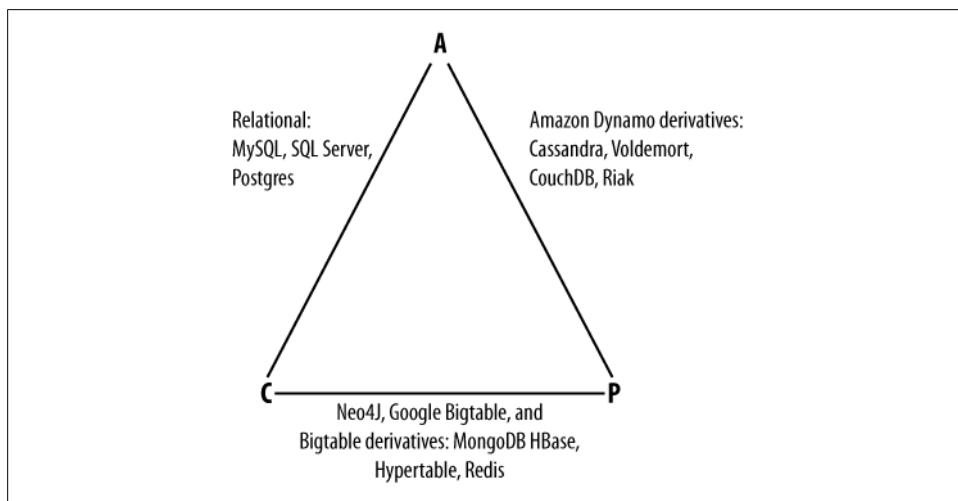 A
Relational:
MySQL, SQL Server,
Postgres
Amazon Dynamo derivatives:
Cassandra, Voldemort,
CouchDB, Riak
C
P
Neo4J, Google Bigtable, and
Bigtable derivatives: MongoDB HBase,
Hypertable, Redis